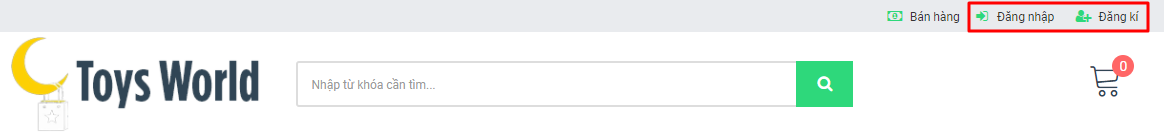 Bán hàng Đăng nhập Đăng kí
Toys World
Nhập từ khóa cần tìm...
0